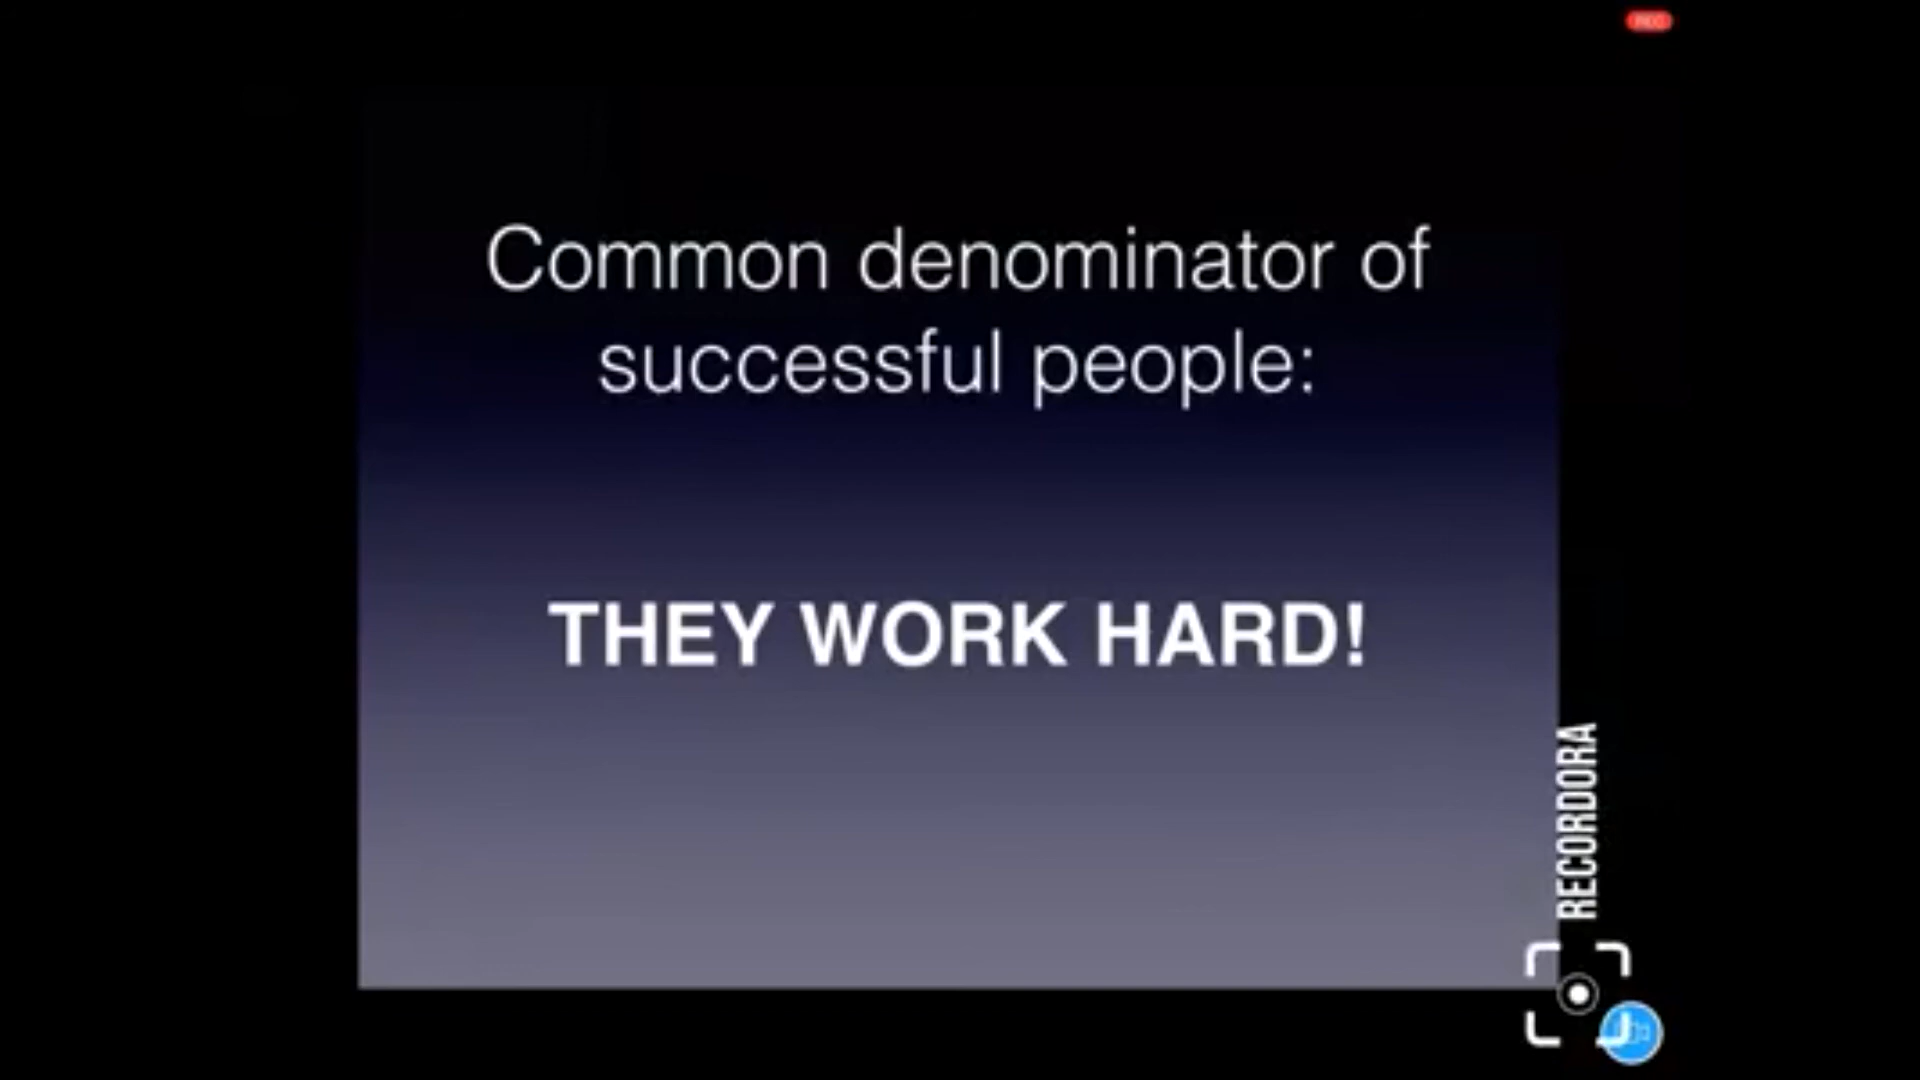 Common denominator of
successful people:
THEY WORK HARD!
RECORDORA